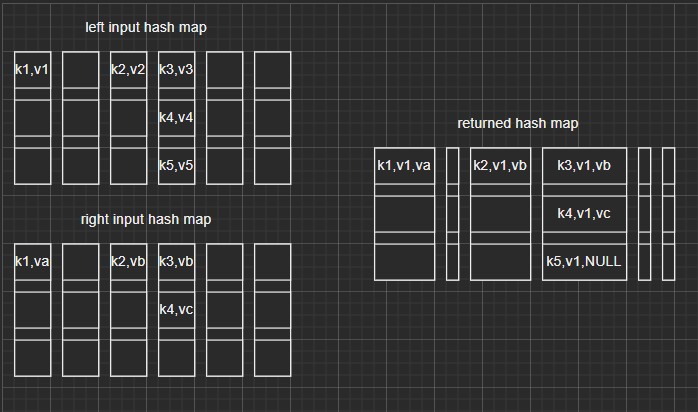 left input hash map
k1,v1 k2,v2 k3,v3
k4,v4
k5,v5
returned hash map
k1,v1,va k2,v1,vb k3,v1,vb
k4,v1,vc
k5,v1,NULL
right input hash map
k1,va k2,vb k3,vb
k4,vc